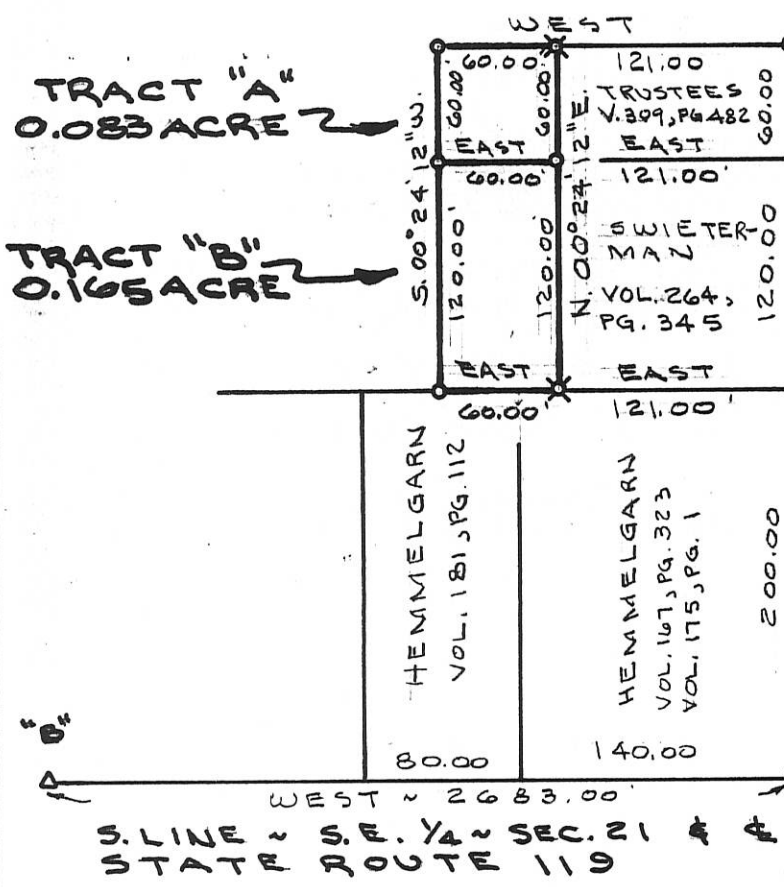 WEST
TRACT "A"
0.083 ACRE
60.00'
60.00'
60.00'
EAST
60.00'
S. 00° 24' 12" W.
N. 00° 24' 12" E.
121.00
TRUSTEES
V. 309, PG 482
60.00
EAST
121.00'
TRACT "B"
0.165 ACRE
120.00'
120.00'
EAST
60.00'
SWIETER-
MAN
VOL. 264,
PG. 345
120.00
EAST
121.00'
HEMMELGARN
VOL. 181, PG. 112
80.00
HEMMELGARN
VOL. 167, PG. 323
VOL. 175, PG. 1
200.00
140.00
"B"
WEST ~ 2683.00'
S. LINE ~ S.E. 1/4 ~ SEC. 21 & ℄
STATE ROUTE 119